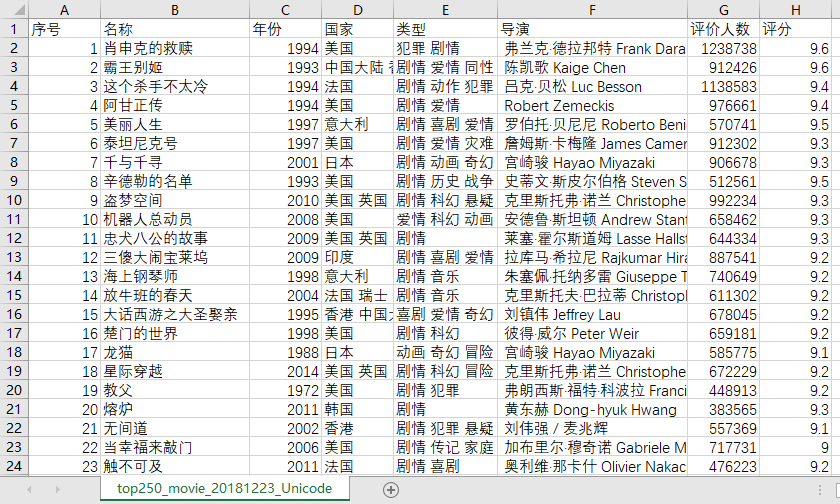 A B C D E F G H
1 序号 名称 年份 国家 类型 导演 评价人数 评分
2 1 肖申克的救赎 1994 美国 犯罪 剧情 弗兰克·德拉邦特 Frank Dara 1238738 9.6
3 2 霸王别姬 1993 中国大陆 剧情 爱情 同性 陈凯歌 Kaige Chen 912426 9.6
4 3 这个杀手不太冷 1994 法国 剧情 动作 犯罪 吕克·贝松 Luc Besson 1138583 9.4
5 4 阿甘正传 1994 美国 剧情 爱情 Robert Zemeckis 976661 9.4
6 5 美丽人生 1997 意大利 剧情 喜剧 爱情 罗伯托·贝尼尼 Roberto Beni 570741 9.5
7 6 泰坦尼克号 1997 美国 剧情 爱情 灾难 詹姆斯·卡梅隆 James Camer 912302 9.3
8 7 千与千寻 2001 日本 剧情 动画 奇幻 宫崎骏 Hayao Miyazaki 906678 9.3
9 8 辛德勒的名单 1993 美国 剧情 历史 战争 史蒂文·斯皮尔伯格 Steven S 512561 9.5
10 9 盗梦空间 2010 美国 英国 剧情 科幻 悬疑 克里斯托弗·诺兰 Christophe 992234 9.3
11 10 机器人总动员 2008 美国 爱情 科幻 动画 安德鲁·斯坦顿 Andrew Stan 658462 9.3
12 11 忠犬八公的故事 2009 美国 英国 剧情 莱塞·霍尔斯道姆 Lasse Hallst 644334 9.3
13 12 三傻大闹宝莱坞 2009 印度 剧情 喜剧 爱情 拉库马·希拉尼 Rajkumar Hira 887541 9.2
14 13 海上钢琴师 1998 意大利 剧情 音乐 朱塞佩·托纳多雷 Giuseppe T 740649 9.2
15 14 放牛班的春天 2004 法国 瑞士 剧情 音乐 克里斯托夫·巴拉蒂 Christoph 611302 9.2
16 15 大话西游之大圣娶亲 1995 香港 中国 喜剧 爱情 奇幻 刘镇伟 Jeffrey Lau 678045 9.2
17 16 楚门的世界 1998 美国 剧情 科幻 彼得·威尔 Peter Weir 659181 9.2
18 17 龙猫 1988 日本 动画 奇幻 冒险 宫崎骏 Hayao Miyazaki 585775 9.1
19 18 星际穿越 2014 美国 英国 剧情 科幻 冒险 克里斯托弗·诺兰 Christophe 672229 9.2
20 19 教父 1972 美国 剧情 犯罪 弗朗西斯·福特·科波拉 Franci 448913 9.2
21 20 熔炉 2011 韩国 剧情 黄东赫 Dong-hyuk Hwang 383565 9.3
22 21 无间道 2002 香港 剧情 犯罪 悬疑 刘伟强 / 麦兆辉 557369 9.1
23 22 当幸福来敲门 2006 美国 剧情 传记 家庭 加布里尔·穆奇诺 Gabriele M 717731 9
24 23 触不可及 2011 法国 剧情 喜剧 奥利维·那卡什 Olivier Nakac 476223 9.2
top250_movie_20181223_Unicode